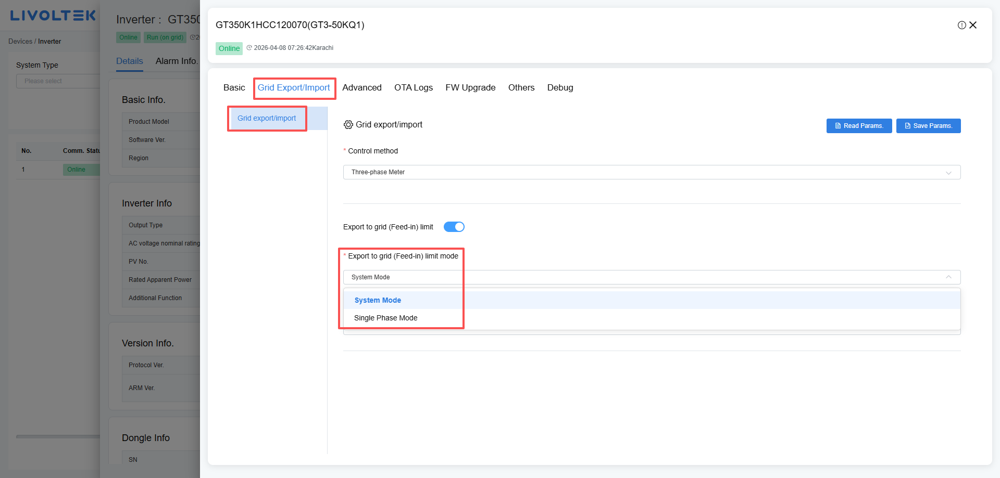 LIVOLTEK
Devices / Inverter
System Type
Please select
No. Comm. Statu
1 Online
Inverter : GT350
Online Run (on grid) 20
Details Alarm Info.
Basic Info.
Product Model
Software Ver.
Region
Inverter Info
Output Type
AC voltage nominal rating
PV No.
Rated Apparent Power
Additional Function
Version Info.
Protocol Ver.
ARM Ver.
Dongle Info
SN
GT350K1HCC120070(GT3-50KQ1)
Online 2026-04-08 07:26:42Karachi
Basic Grid Export/Import Advanced OTA Logs FW Upgrade Others Debug
Grid export/import
Grid export/import
Read Params. Save Params.
* Control method
Three-phase Meter
Export to grid (Feed-in) limit
* Export to grid (Feed-in) limit mode
System Mode
System Mode
Single Phase Mode